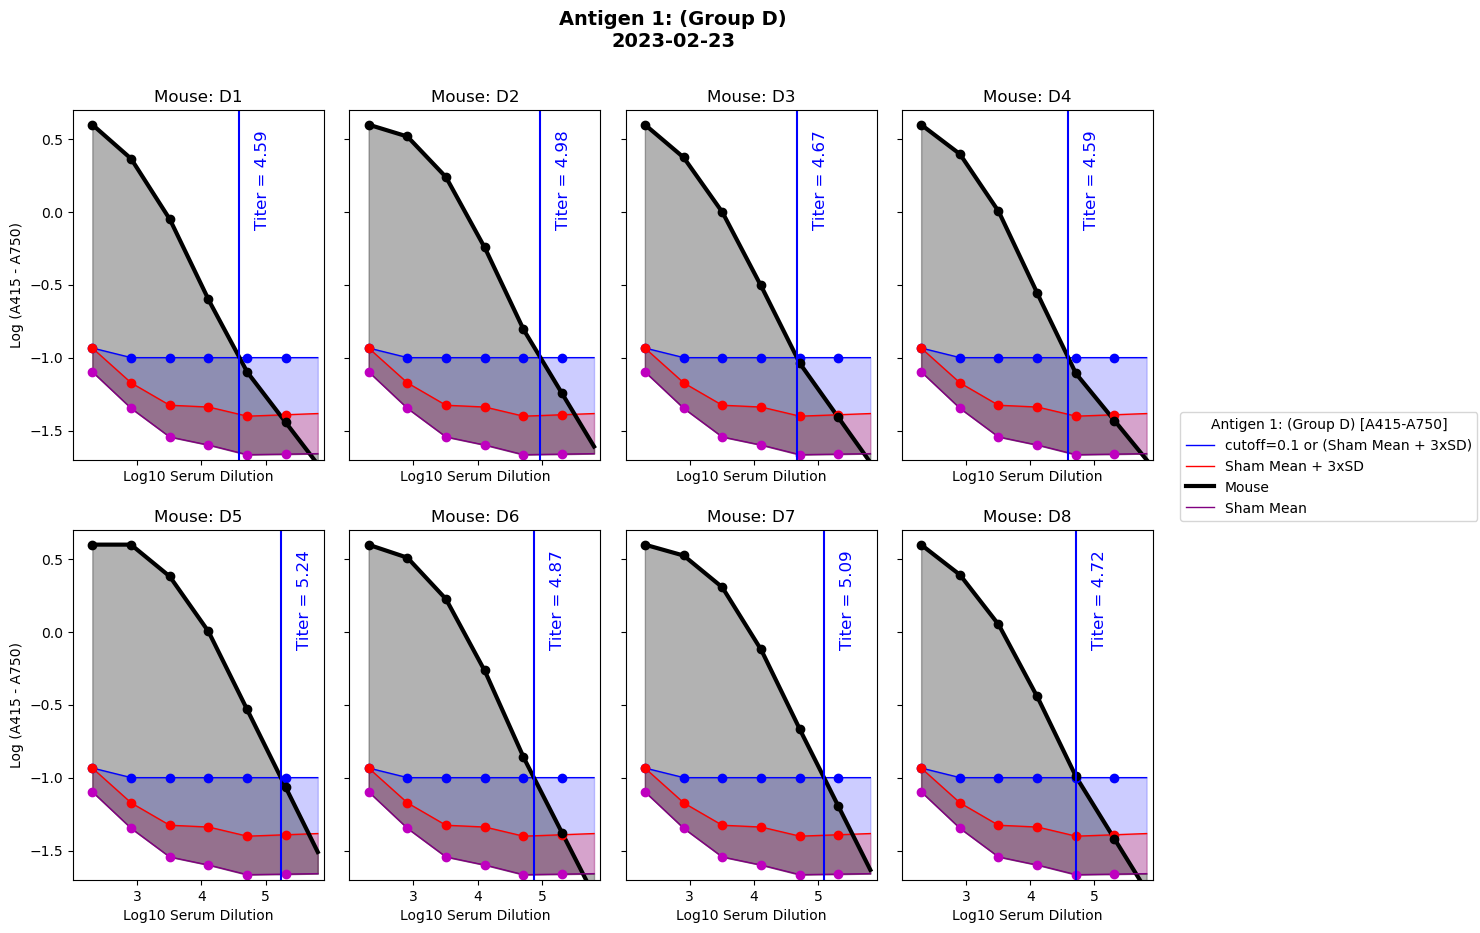 Antigen 1: (Group D)
2023-02-23
Mouse: D1
Mouse: D2
Mouse: D3
Mouse: D4
0.5
0.0
−0.5
−1.0
−1.5
Log (A415 - A750)
Titer = 4.59
Titer = 4.98
Titer = 4.67
Titer = 4.59
Log10 Serum Dilution
Log10 Serum Dilution
Log10 Serum Dilution
Log10 Serum Dilution
Antigen 1: (Group D) [A415-A750]
cutoff=0.1 or (Sham Mean + 3xSD)
Sham Mean + 3xSD
Mouse
Sham Mean
Mouse: D5
Mouse: D6
Mouse: D7
Mouse: D8
0.5
0.0
−0.5
−1.0
−1.5
Log (A415 - A750)
Titer = 5.24
Titer = 4.87
Titer = 5.09
Titer = 4.72
3 4 5
3 4 5
3 4 5
3 4 5
Log10 Serum Dilution
Log10 Serum Dilution
Log10 Serum Dilution
Log10 Serum Dilution